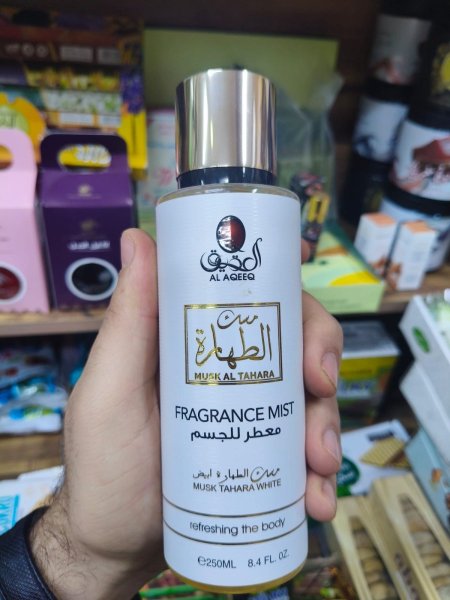 العقيق
AL AQEEQ
مسك
الطهارة
MUSK AL TAHARA
FRAGRANCE MIST
معطر للجسم
مسك الطهارة ابيض
MUSK TAHARA WHITE
refreshing the body
℮250ML 8.4 FL. OZ.